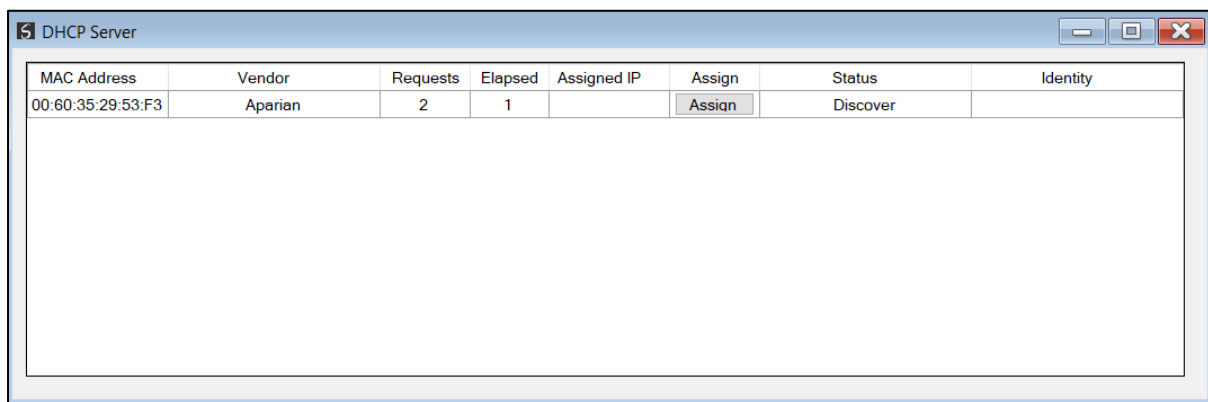 DHCP Server
MAC Address Vendor Requests Elapsed Assigned IP Assign Status Identity
00:60:35:29:53:F3 Aparian 2 1 Assign Discover